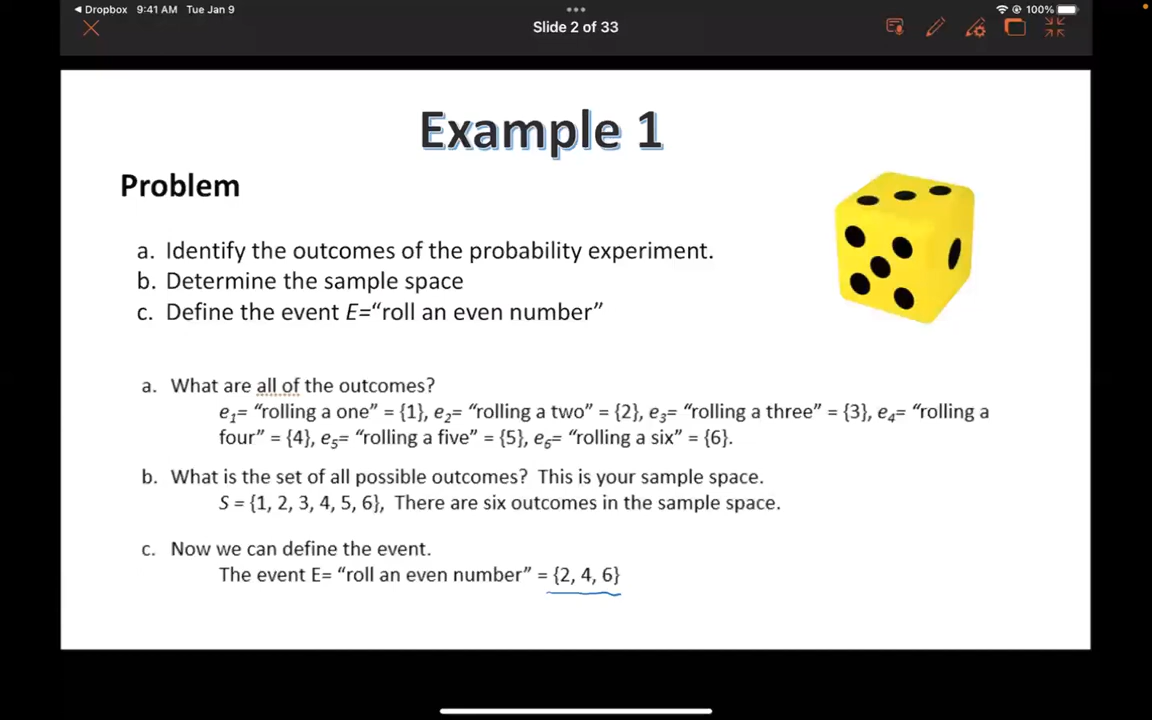 Dropbox 9:41 AM Tue Jan 9 100%
Slide 2 of 33
Example 1
Problem
a. Identify the outcomes of the probability experiment.
b. Determine the sample space
c. Define the event E=“roll an even number”
a. What are all of the outcomes?
e₁= “rolling a one” = {1}, e₂= “rolling a two” = {2}, e₃= “rolling a three” = {3}, e₄= “rolling a
four” = {4}, e₅= “rolling a five” = {5}, e₆= “rolling a six” = {6}.
b. What is the set of all possible outcomes? This is your sample space.
S = {1, 2, 3, 4, 5, 6}, There are six outcomes in the sample space.
c. Now we can define the event.
The event E= “roll an even number” = {2, 4, 6}